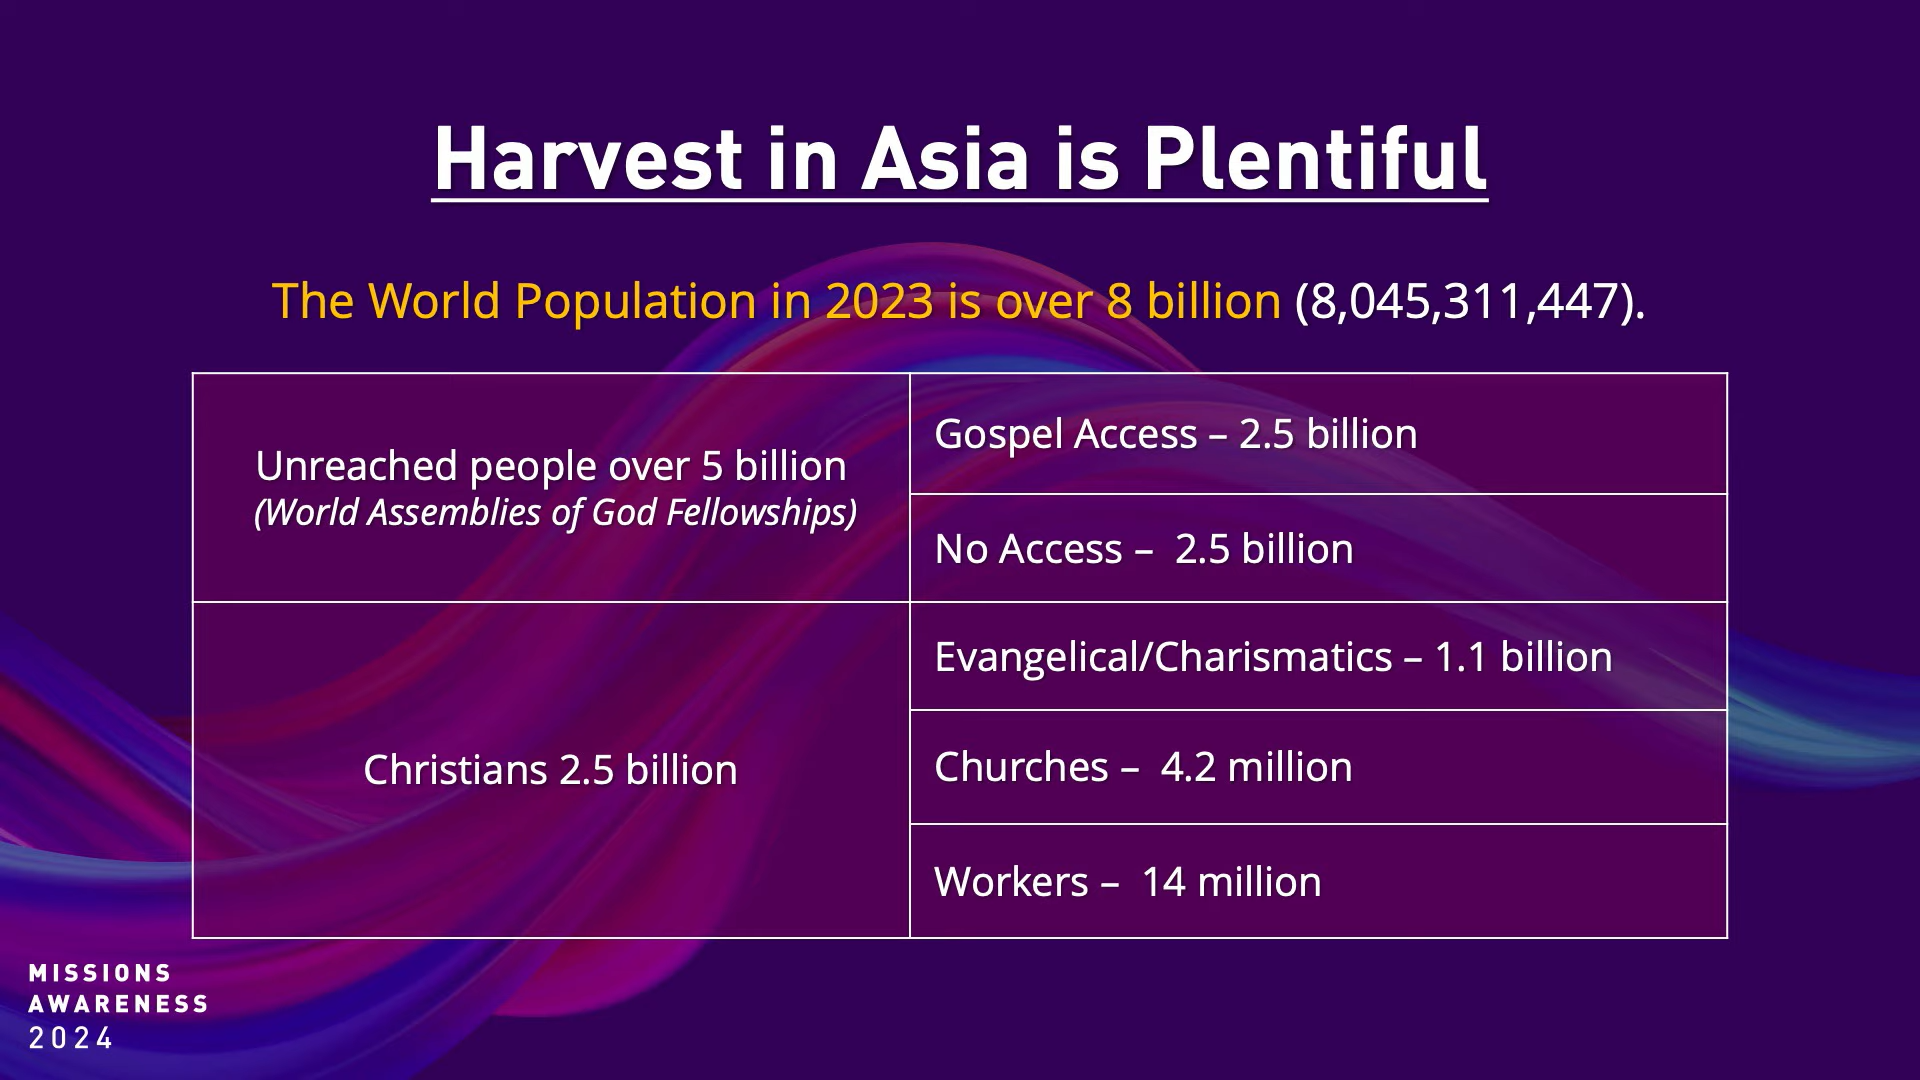 Harvest in Asia is Plentiful
The World Population in 2023 is over 8 billion (8,045,311,447).
Unreached people over 5 billion
(World Assemblies of God Fellowships)
Gospel Access – 2.5 billion
No Access –  2.5 billion
Christians 2.5 billion
Evangelical/Charismatics – 1.1 billion
Churches –  4.2 million
Workers –  14 million
MISSIONS
AWARENESS
2024